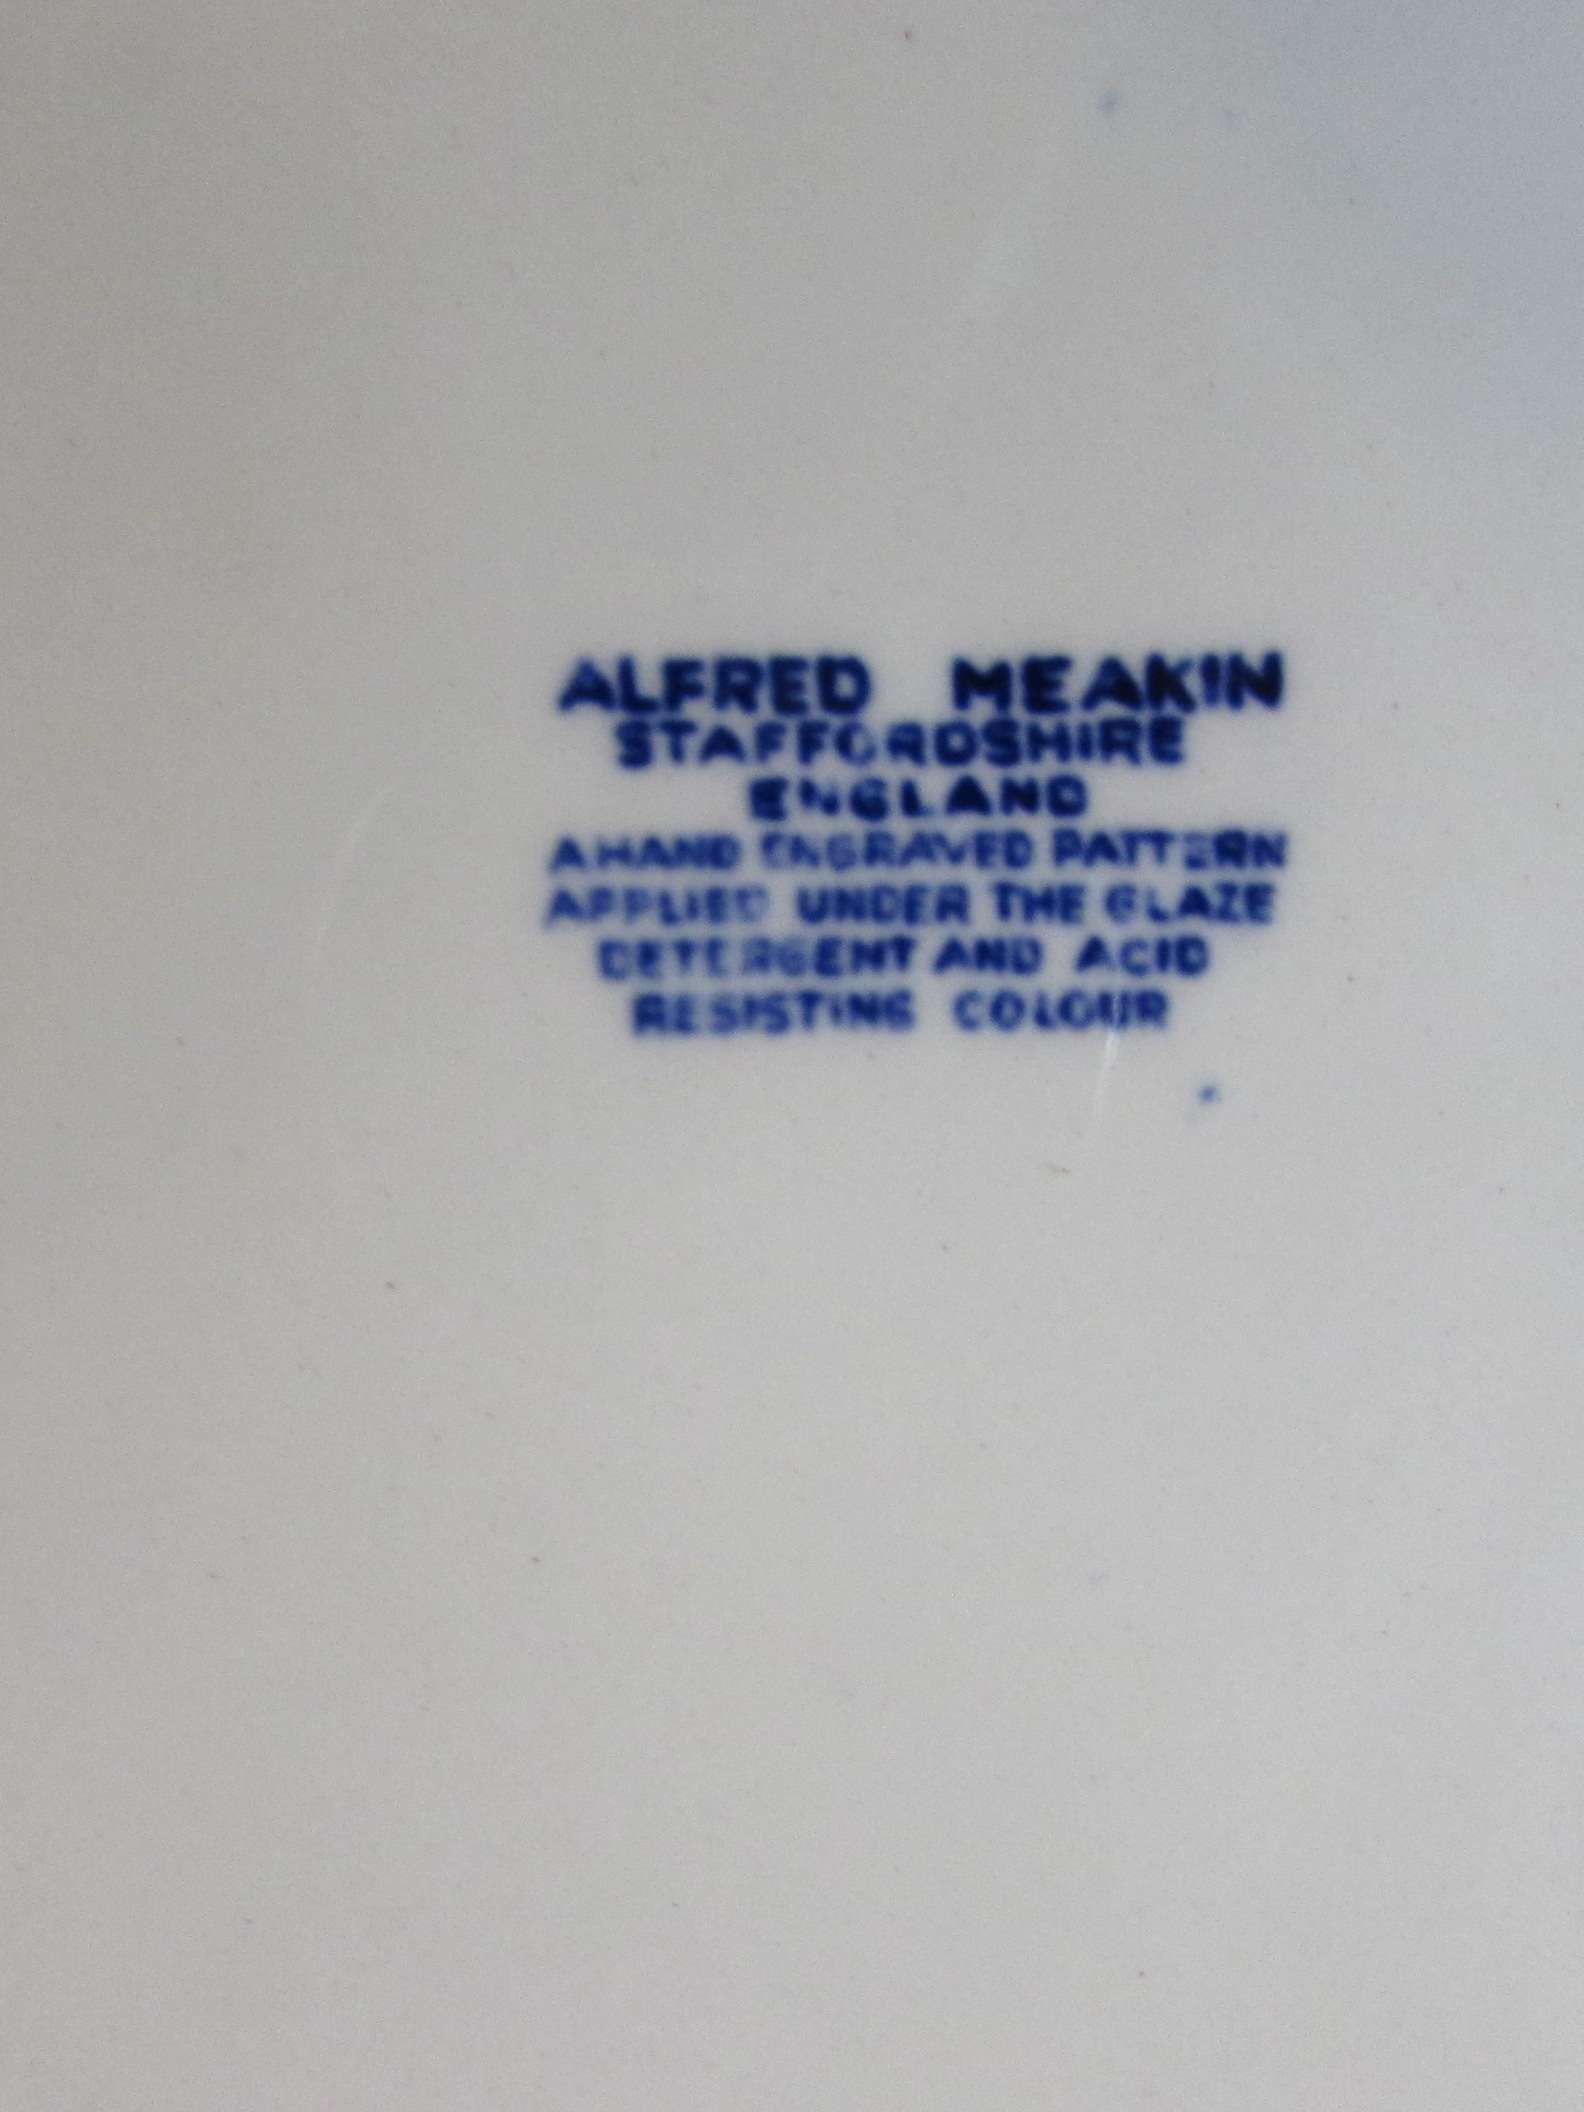 ALFRED MEAKIN
STAFFORDSHIRE
ENGLAND
A HAND ENGRAVED PATTERN
APPLIED UNDER THE GLAZE
DETERGENT AND ACID
RESISTING COLOUR